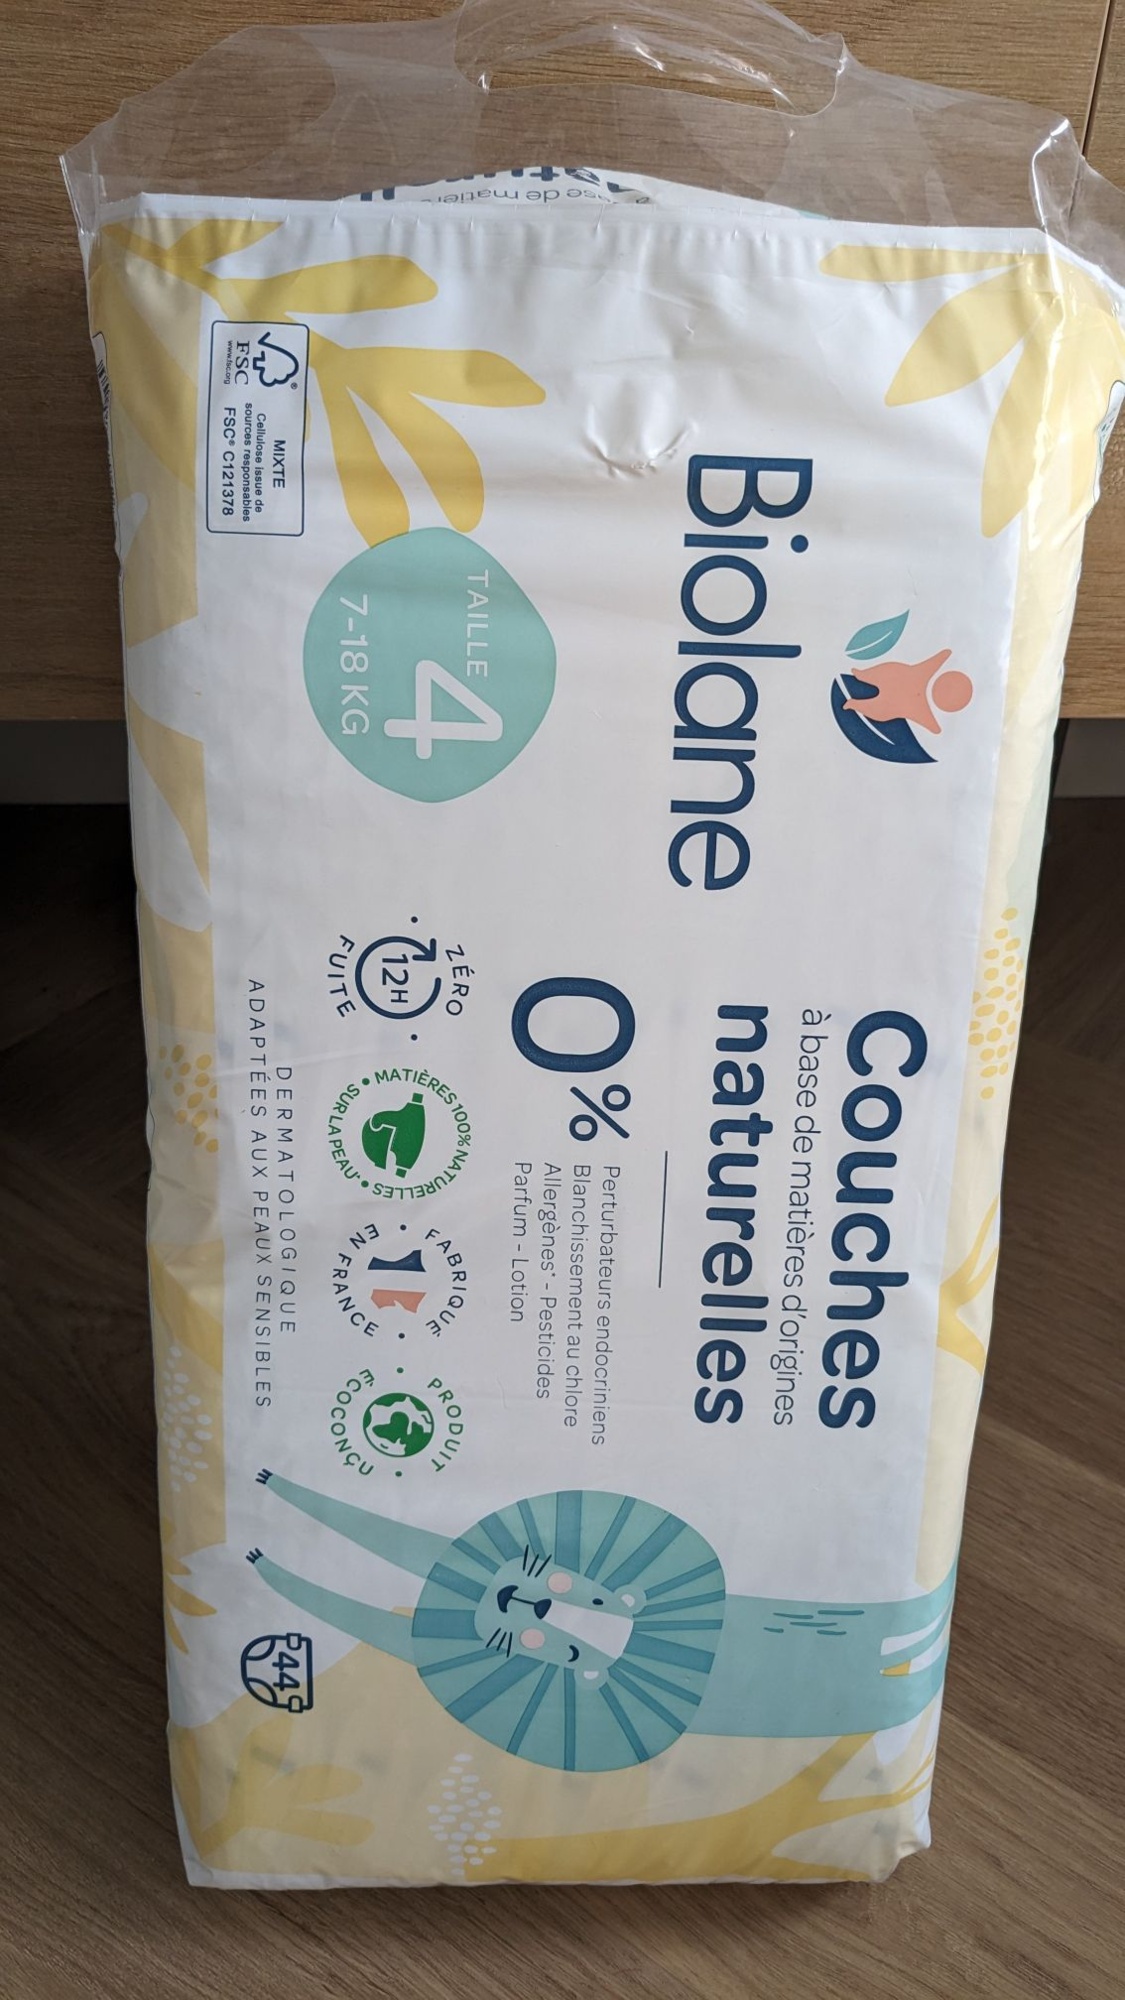 Biolane
Couches
à base de matières d'origines
naturelles
0%
Perturbateurs endocriniens
Blanchissement au chlore
Allergènes* - Pesticides
Parfum - Lotion
TAILLE
4
7-18 KG
ZÉRO
12H
FUITE
MATIÈRES 100% NATURELLES
SUR LA PEAU
FABRIQUÉ
EN FRANCE
PRODUIT
ÉCOCONÇU
DERMATOLOGIQUE
ADAPTÉES AUX PEAUX SENSIBLES
44
FSC®
www.fsc.org
MIXTE
Cellulose issue de
sources responsables
FSC® C121378